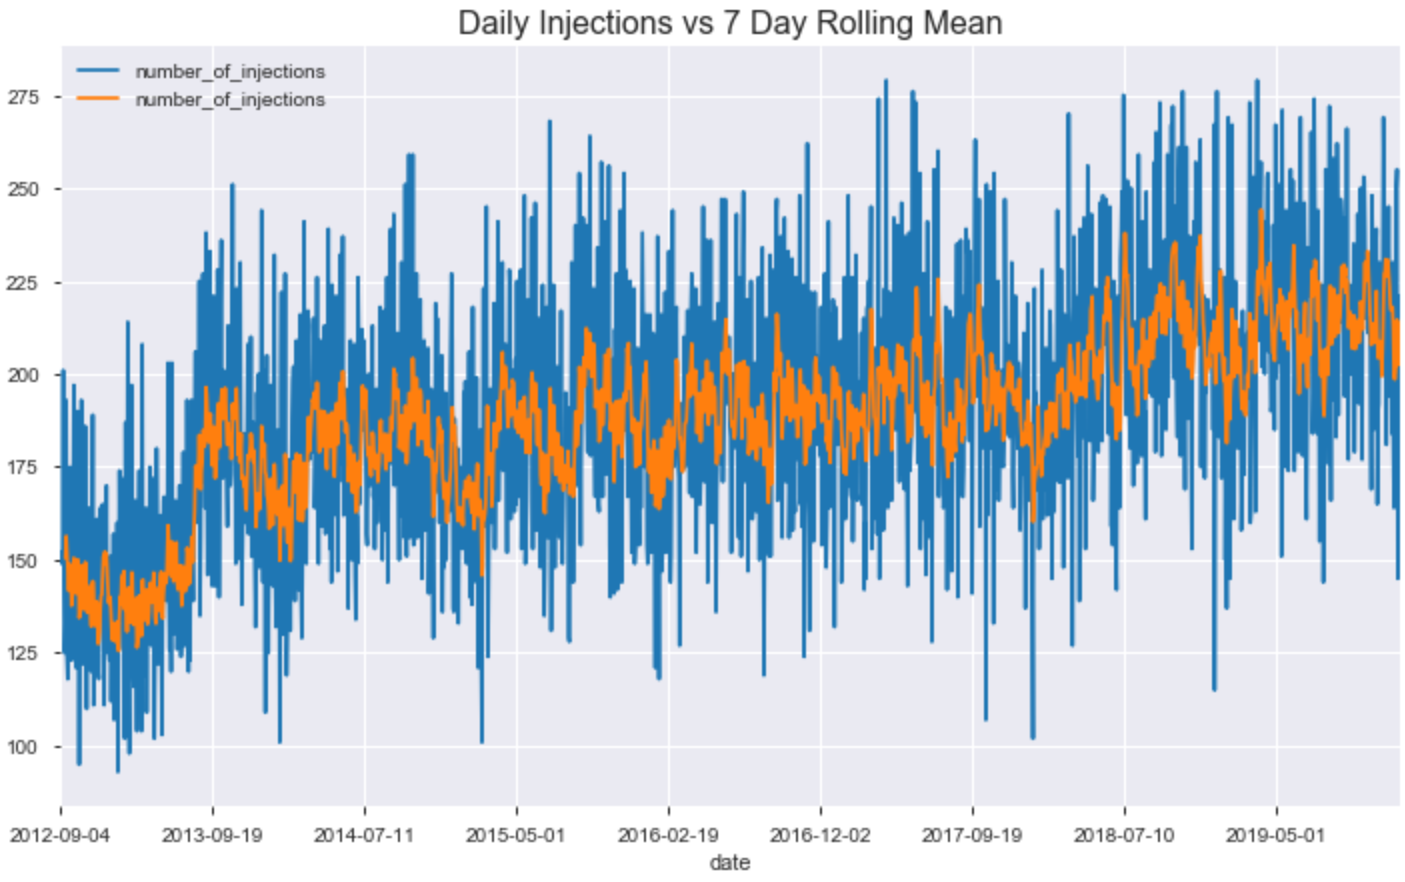 Daily Injections vs 7 Day Rolling Mean
number_of_injections
number_of_injections
275
250
225
200
175
150
125
100
2012-09-04 2013-09-19 2014-07-11 2015-05-01 2016-02-19 2016-12-02 2017-09-19 2018-07-10 2019-05-01
date